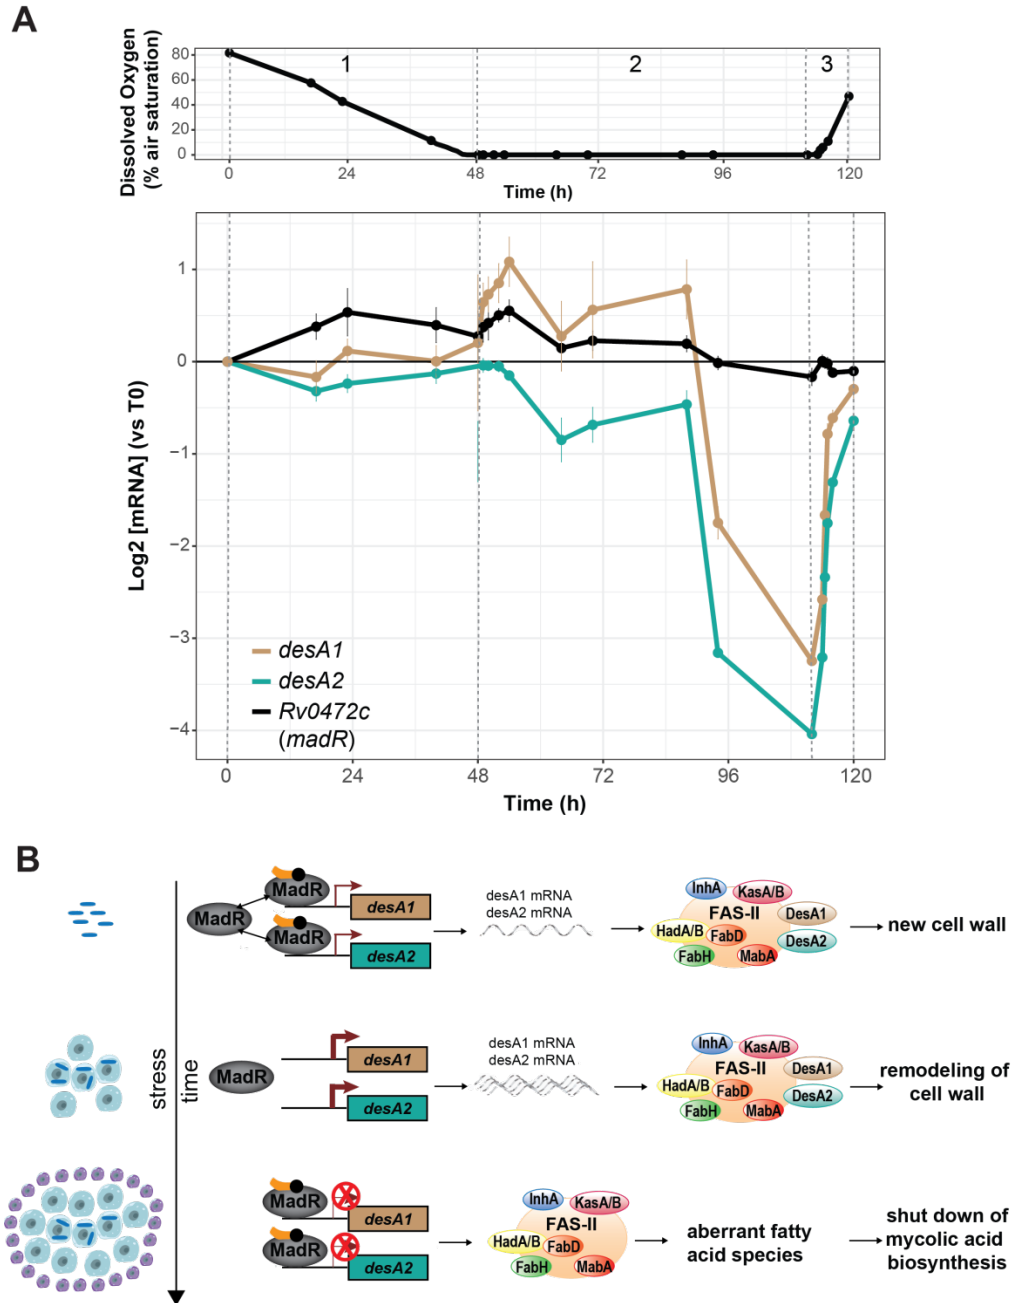 A
Dissolved Oxygen
(% air saturation)
80
60
40
20
0
1
2
3
0
24
48
72
96
120
Time (h)
Log2 [mRNA] (vs T0)
1
0
−1
−2
−3
−4
desA1
desA2
Rv0472c
(madR)
0
24
48
72
96
120
Time (h)
B
stress
time
MadR
MadR
MadR
desA1
desA2
desA1 mRNA
desA2 mRNA
InhA
KasA/B
FAS-II
DesA1
HadA/B
FabD
DesA2
FabH
MabA
new cell wall
MadR
desA1
desA2
desA1 mRNA
desA2 mRNA
InhA
KasA/B
FAS-II
DesA1
HadA/B
FabD
DesA2
FabH
MabA
remodeling of
cell wall
MadR
desA1
MadR
desA2
InhA
KasA/B
FAS-II
HadA/B
FabD
FabH
MabA
aberrant fatty
acid species
shut down of
mycolic acid
biosynthesis